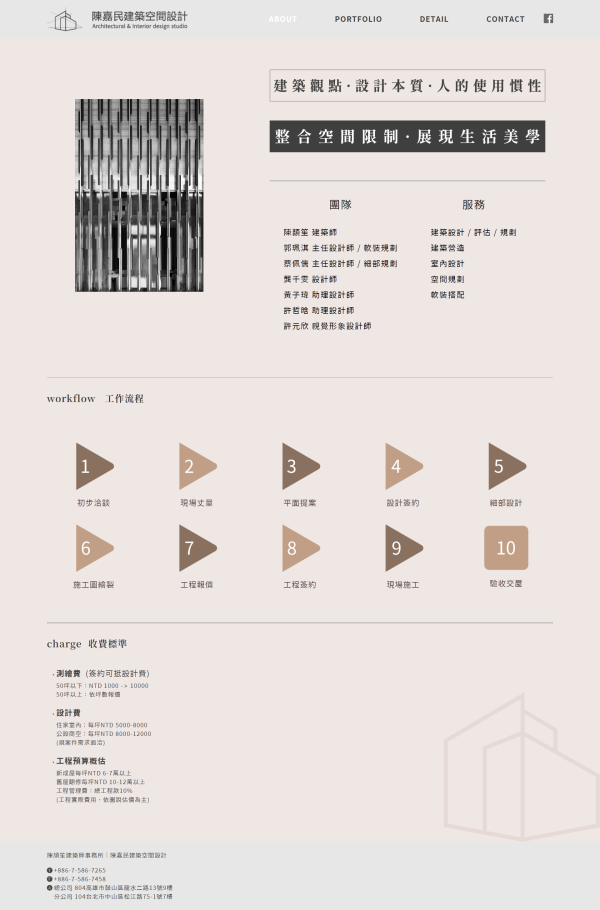 陳嘉民建築空間設計
Architectural & Interior design studio
ABOUT
PORTFOLIO
DETAIL
CONTACT
建築觀點·設計本質·人的使用慣性
整合空間限制·展現生活美學
團隊
服務
陳頡笙 建築師
郭珮淇 主任設計師 / 軟裝規劃
蔡佩儒 主任設計師 / 細部規劃
龔千雯 設計師
黃子瑋 助理設計師
許哲晗 助理設計師
許元欣 視覺形象設計師
建築設計 / 評估 / 規劃
建築營造
室內設計
空間規劃
軟裝搭配
workflow 工作流程
1
2
3
4
5
初步洽談
現場丈量
平面提案
設計簽約
細部設計
6
7
8
9
10
施工圖繪製
工程報價
工程簽約
現場施工
驗收交屋
charge 收費標準
·測繪費 (簽約可抵設計費)
50坪以下：NTD 1000 -> 10000
50坪以上：依坪數報價
·設計費
住家室內：每坪NTD 5000-8000
公設商空：每坪NTD 8000-12000
(視案件需求面洽)
·工程預算概估
新成屋每坪NTD 6-7萬以上
舊屋翻修每坪NTD 10-12萬以上
工程管理費：總工程款10%
(工程實際費用，依圖說估價為主)
陳頡笙建築師事務所｜陳嘉民建築空間設計
+886-7-586-7265
+886-7-586-7458
總公司 804高雄市鼓山區龍水二路13號9樓
分公司 104台北市中山區松江路75-1號7樓